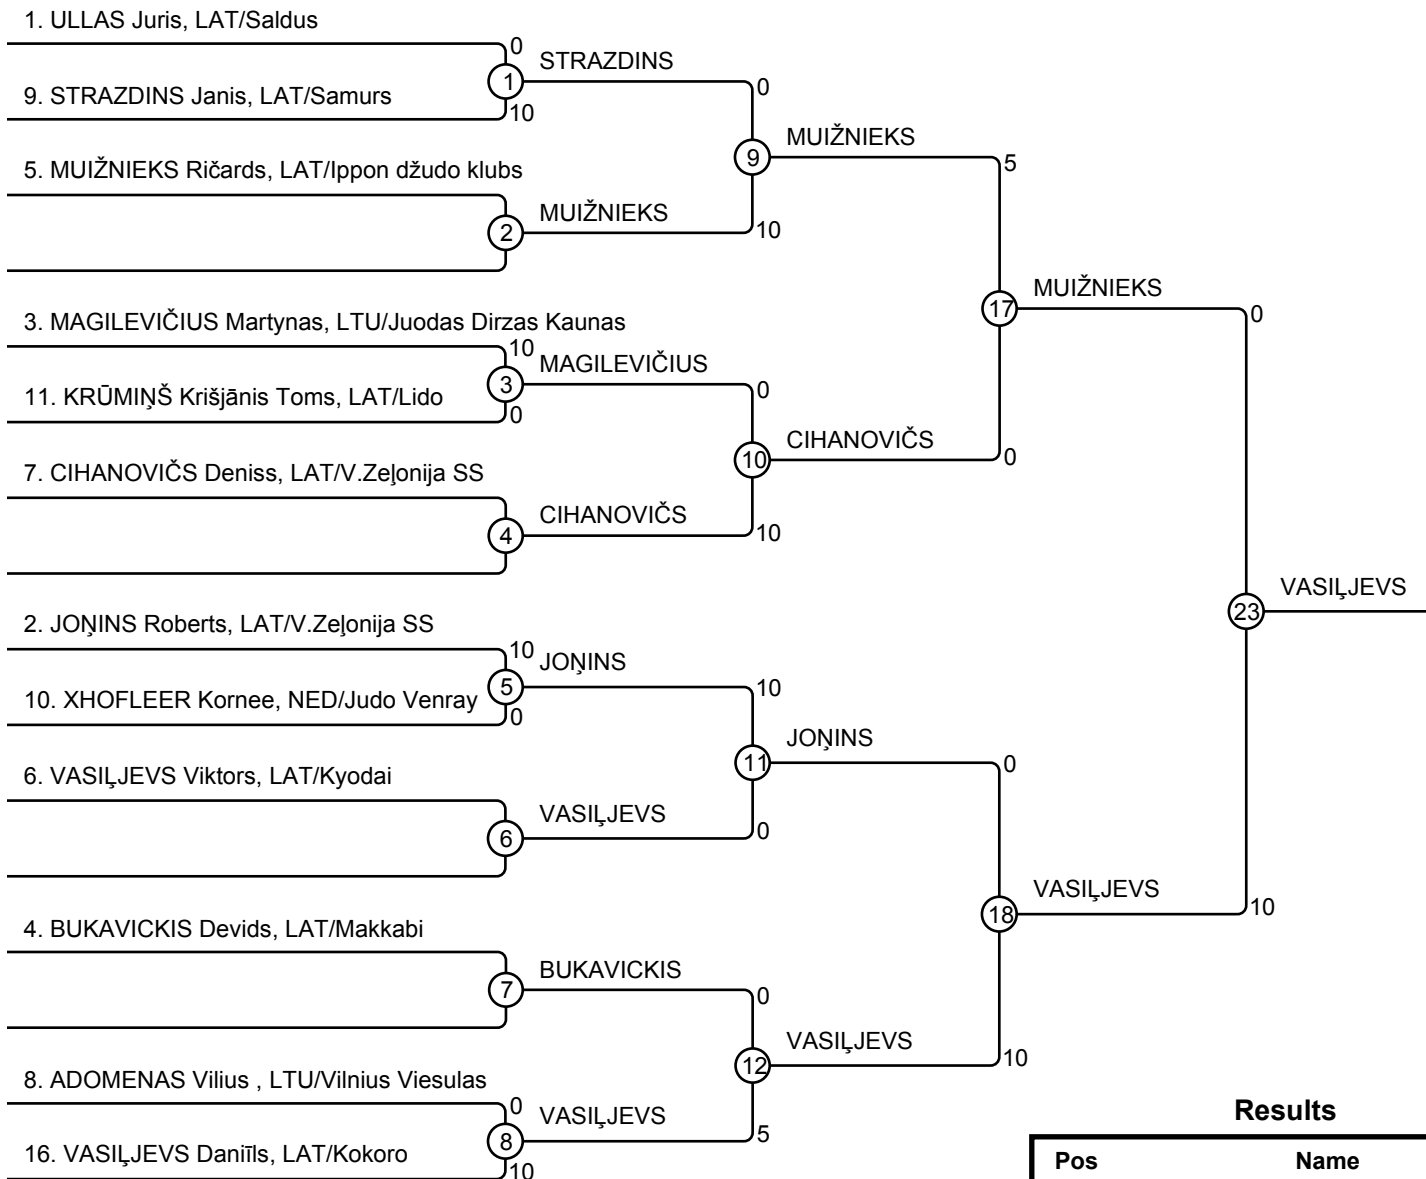 1. ULLAS Juris, LAT/Saldus
0
STRAZDINS
1
0
9. STRAZDINS Janis, LAT/Samurs
10
MUIŽNIEKS
9
5
5. MUIŽNIEKS Ričards, LAT/Ippon džudo klubs
MUIŽNIEKS
2
10
MUIŽNIEKS
17
0
3. MAGILEVIČIUS Martynas, LTU/Juodas Dirzas Kaunas
10
MAGILEVIČIUS
3
0
11. KRŪMIŅŠ Krišjānis Toms, LAT/Lido
0
CIHANOVIČS
10
0
7. CIHANOVIČS Deniss, LAT/V.Zeļonija SS
CIHANOVIČS
4
10
VASIĻJEVS
23
2. JOŅINS Roberts, LAT/V.Zeļonija SS
10
JOŅINS
5
10
10. XHOFLEER Kornee, NED/Judo Venray
0
JOŅINS
11
0
6. VASIĻJEVS Viktors, LAT/Kyodai
VASIĻJEVS
6
0
VASIĻJEVS
18
10
4. BUKAVICKIS Devids, LAT/Makkabi
BUKAVICKIS
7
0
VASIĻJEVS
12
10
8. ADOMENAS Vilius , LTU/Vilnius Viesulas
0
VASIĻJEVS
8
5
16. VASIĻJEVS Daniīls, LAT/Kokoro
10
Results
Pos Name